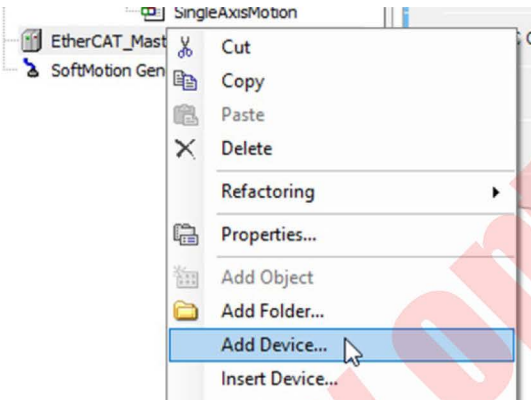 SingleAxisMotion
EtherCAT_Mast
SoftMotion Gen
Cut
Copy
Paste
Delete
Refactoring
Properties...
Add Object
Add Folder...
Add Device...
Insert Device...